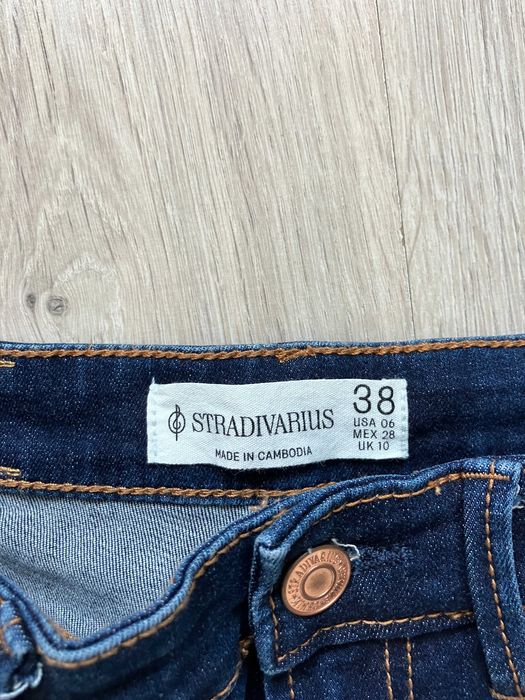 STRADIVARIUS
MADE IN CAMBODIA
38
USA 06
MEX 28
UK 10
STRADIVARIUS